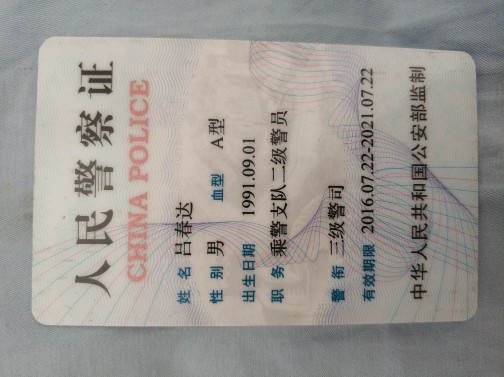 人民警察证
CHINA POLICE
姓 名 吕春达
性 别 男 血型 A型
出生日期 1991.09.01
职 务 乘警支队二级警员
警 衔 三级警司
有效期限 2016.07.22-2021.07.22
中华人民共和国公安部监制